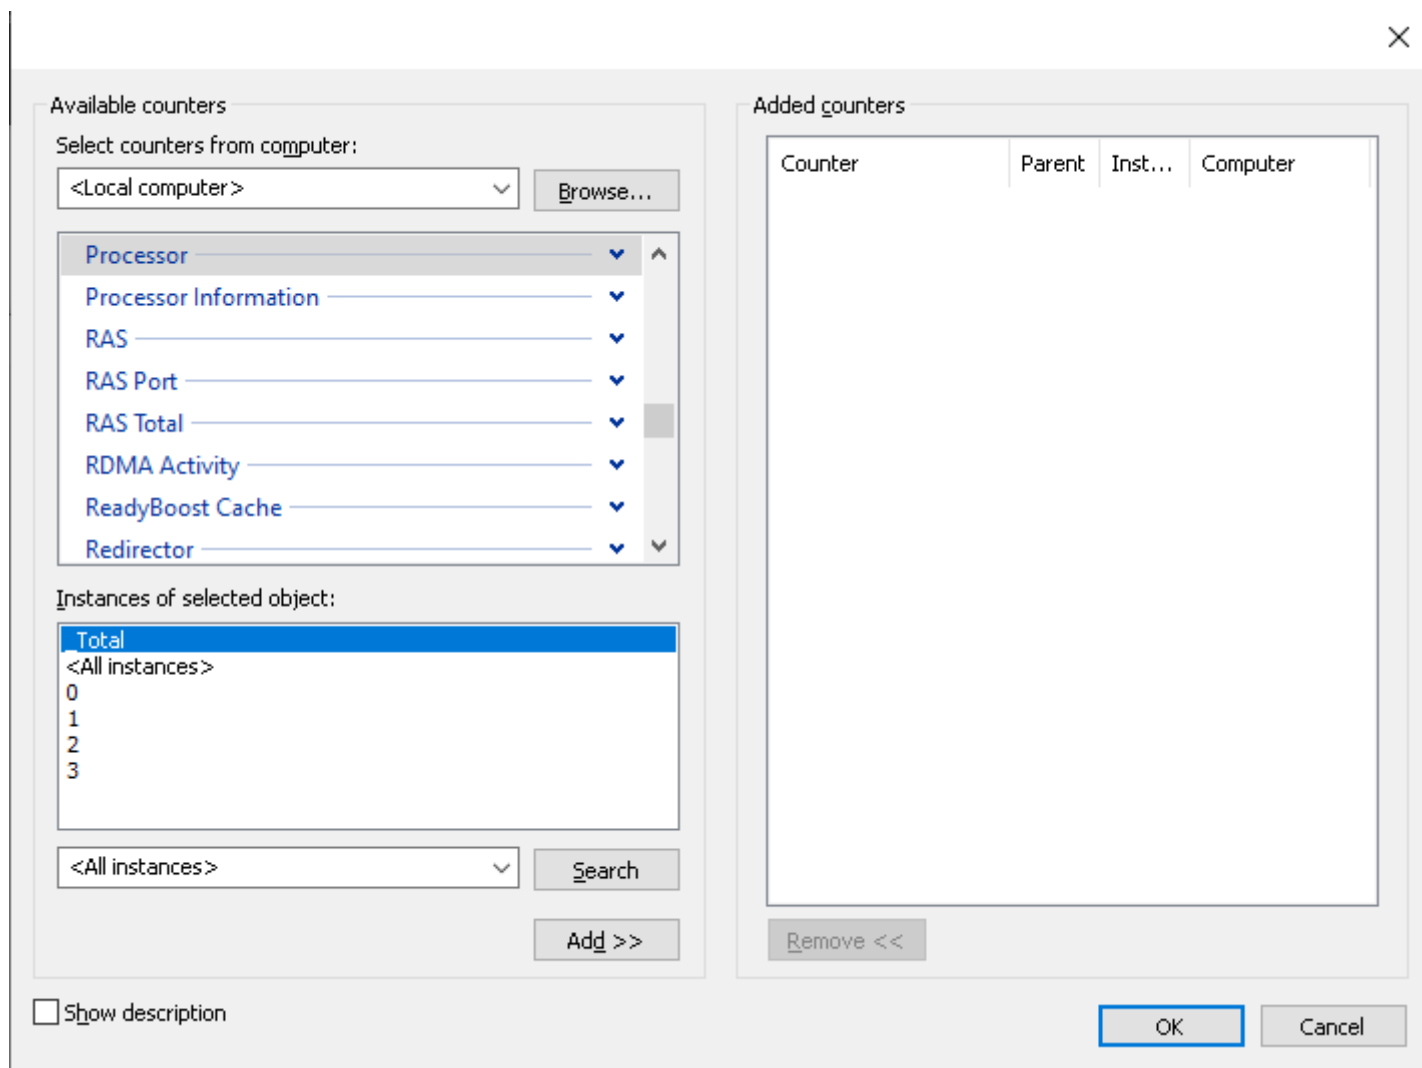 Available counters
Select counters from computer:
<Local computer>
Browse...
Processor
Processor Information
RAS
RAS Port
RAS Total
RDMA Activity
ReadyBoost Cache
Redirector
Instances of selected object:
_Total
<All instances>
0
1
2
3
<All instances>
Search
Add >>
Show description
Added counters
Counter Parent Inst... Computer
Remove <<
OK
Cancel